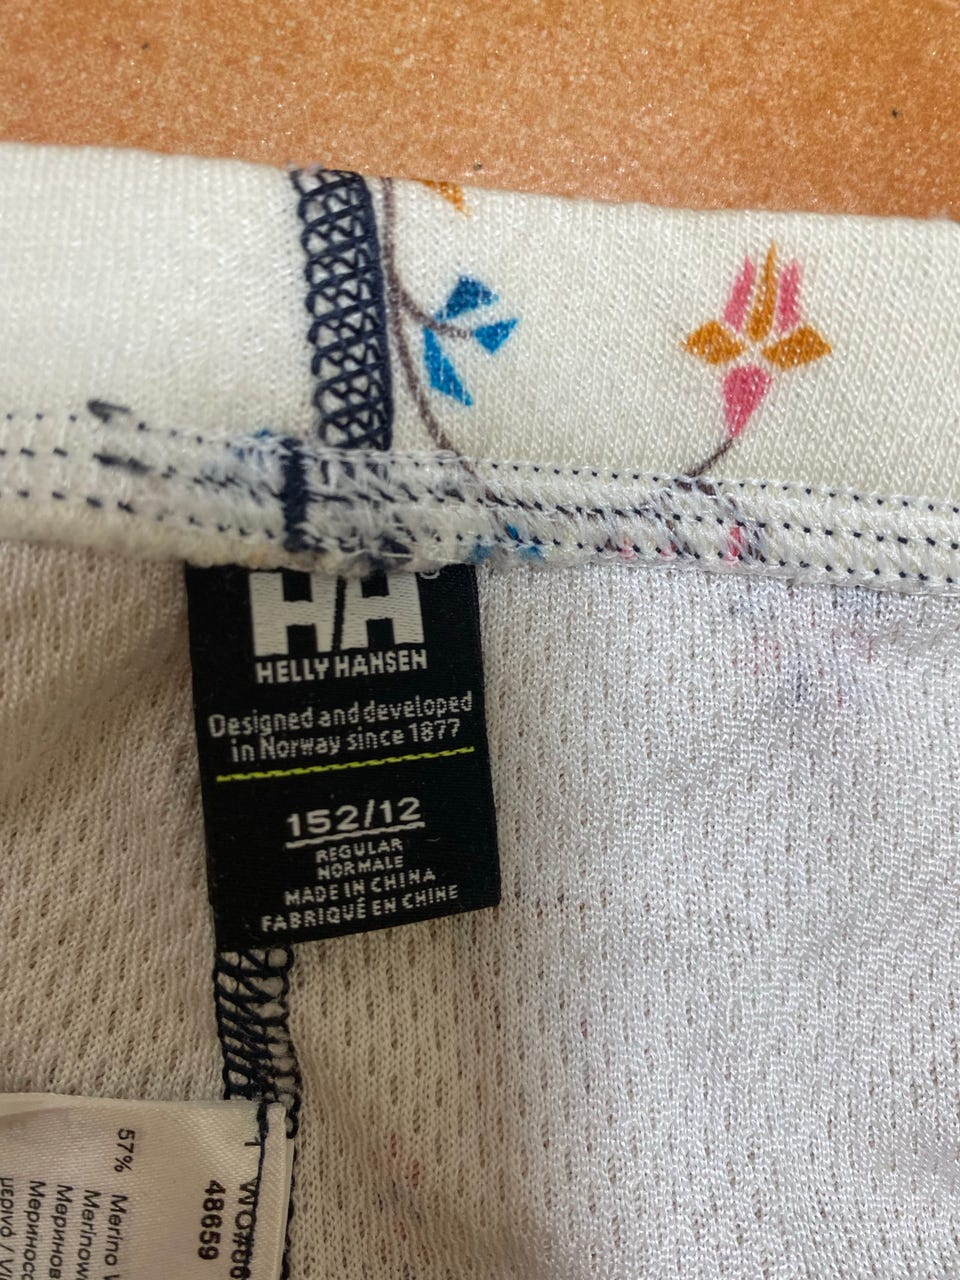 H/H
HELLY HANSEN
Designed and developed
in Norway since 1877
152/12
REGULAR
NORMALE
MADE IN CHINA
FABRIQUÉ EN CHINE
48659
57% Merino